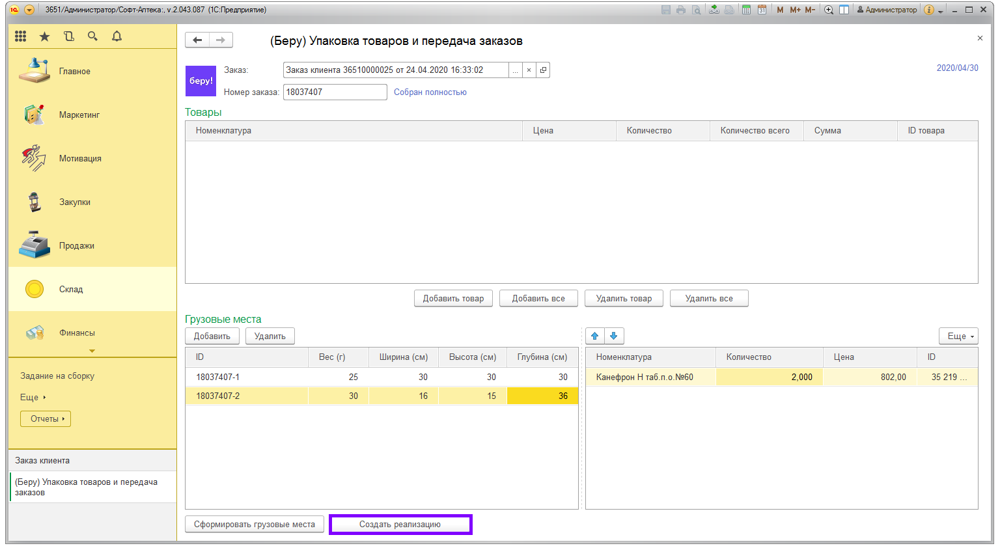 3651/Администратор/Софт-Аптека:, v.2.043.087 (1С:Предприятие)
31
M M+ M-
Администратор
Главное
Маркетинг
Мотивация
Закупки
Продажи
Склад
Финансы
Задание на сборку
Еще
Отчеты
Заказ клиента
(Беру) Упаковка товаров и передача
заказов
(Беру) Упаковка товаров и передача заказов
беру!
Заказ: Заказ клиента 36510000025 от 24.04.2020 16:33:02 ...
2020/04/30
Номер заказа: 18037407 Собран полностью
Товары
Номенклатура Цена Количество Количество всего Сумма ID товара
Добавить товар Добавить все Удалить товар Удалить все
Грузовые места
Добавить Удалить
ID Вес (г) Ширина (см) Высота (см) Глубина (см)
18037407-1 25 30 30 30
18037407-2 30 16 15 36
Еще
Номенклатура Количество Цена ID
Канефрон Н таб.п.о.№60 2,000 802,00 35 219 ...
Сформировать грузовые места Создать реализацию